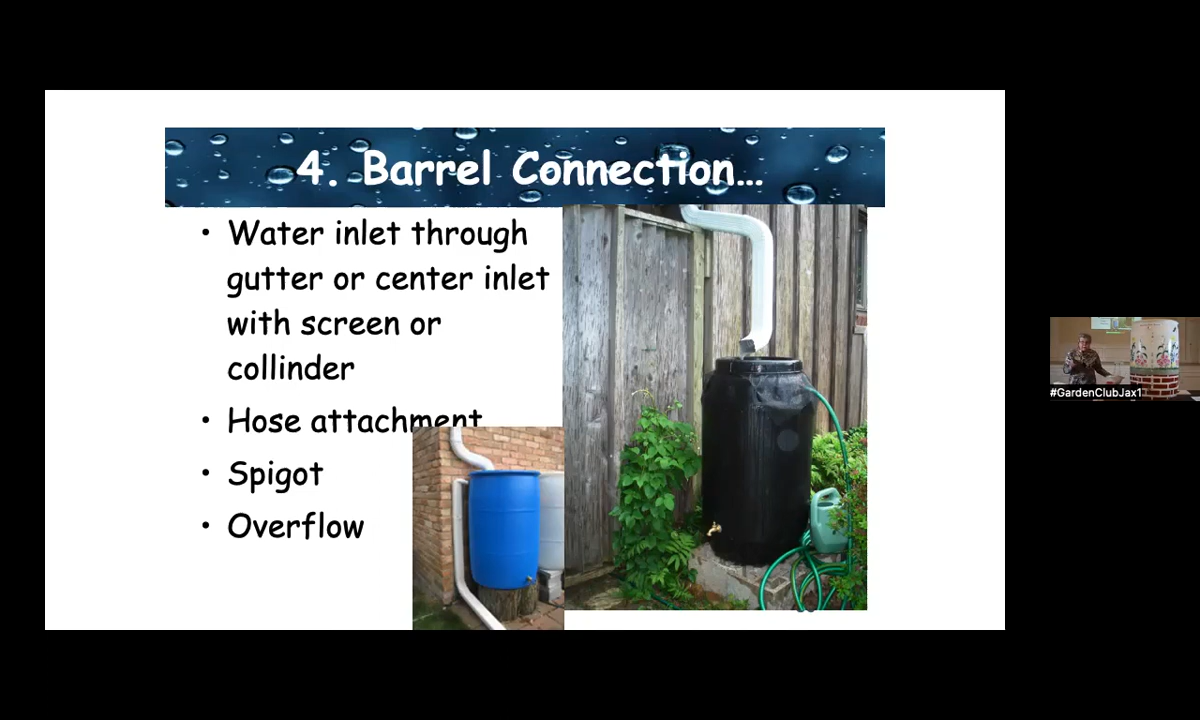 4. Barrel Connection…
• Water inlet through
gutter or center inlet
with screen or
collinder
• Hose attachment
• Spigot
• Overflow
#GardenClubJax1